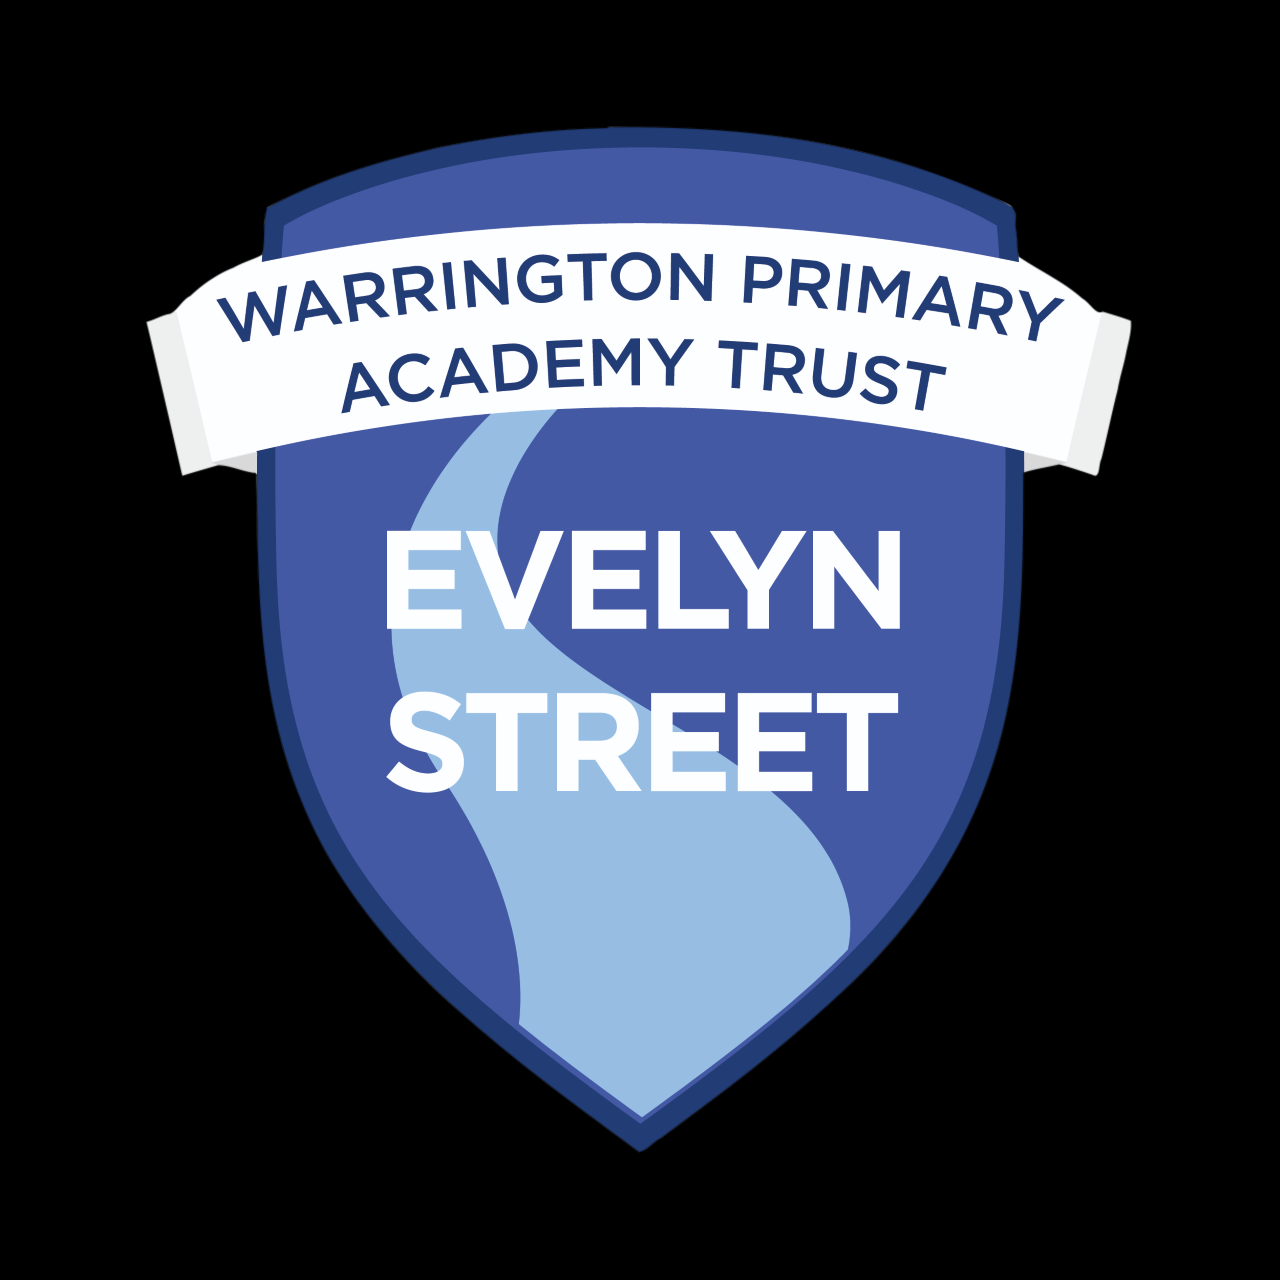 WARRINGTON PRIMARY
ACADEMY TRUST
EVELYN
STREET